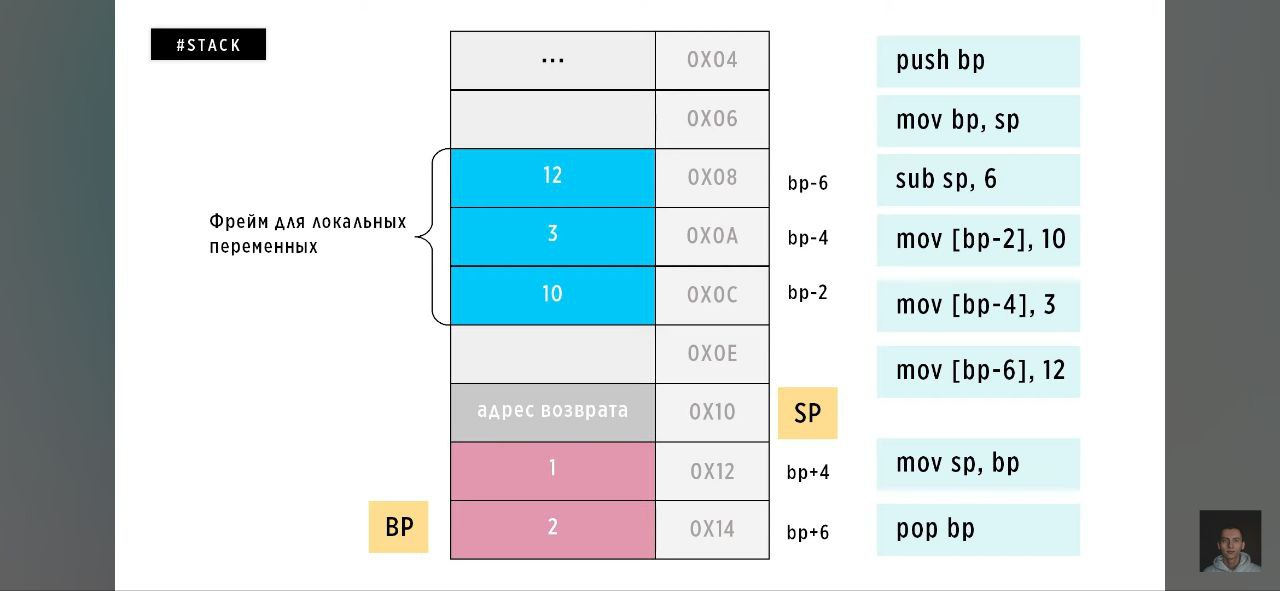 #STACK
... 0X04
0X06
12 0X08 bp-6
3 0X0A bp-4
10 0X0C bp-2
0X0E
адрес возврата 0X10 SP
1 0X12 bp+4
BP 2 0X14 bp+6
Фрейм для локальных
переменных
push bp
mov bp, sp
sub sp, 6
mov [bp-2], 10
mov [bp-4], 3
mov [bp-6], 12
mov sp, bp
pop bp